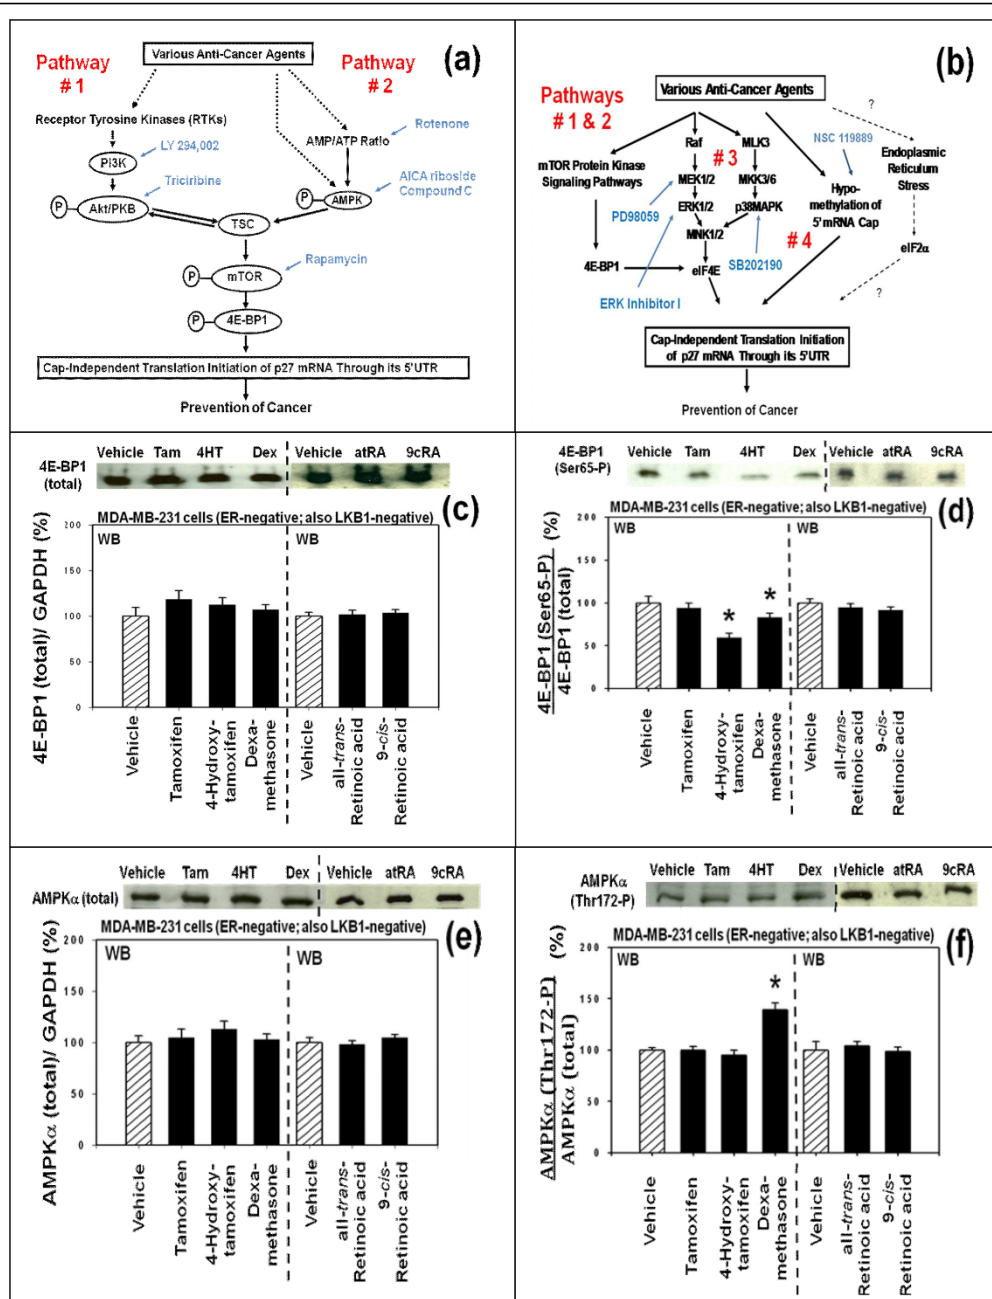 (a)
Pathway
# 1
Various Anti-Cancer Agents
Pathway
# 2
Receptor Tyrosine Kinases (RTKs)
Rotenone
AMP/ATP Ratio
LY 294,002
PI3K
Triciribine
AICA riboside
Compound C
P
Akt/PKB
P
AMPK
TSC
Rapamycin
P
mTOR
P
4E-BP1
Cap-Independent Translation Initiation of p27 mRNA Through its 5'UTR
Prevention of Cancer
(b)
Pathways
# 1 & 2
Various Anti-Cancer Agents
?
NSC 119889
Raf
MLK3
# 3
mTOR Protein Kinase
Signaling Pathways
Endoplasmic
Reticulum
Stress
MEK1/2
MKK3/6
Hypo-
methylation of
5' mRNA Cap
PD98059
ERK1/2
p38MAPK
# 4
MNK1/2
eIF2α
4E-BP1
eIF4E
SB202190
ERK Inhibitor I
?
Cap-Independent Translation Initiation
of p27 mRNA Through its 5'UTR
Prevention of Cancer
4E-BP1
(total)
Vehicle Tam 4HT Dex Vehicle atRA 9cRA
(c)
MDA-MB-231 cells (ER-negative; also LKB1-negative)
WB WB
4E-BP1 (total)/ GAPDH (%)
200
150
100
50
0
Vehicle
Tamoxifen
4-Hydroxy-
tamoxifen
Dexa-
methasone
Vehicle
all-trans-
Retinoic acid
9-cis-
Retinoic acid
4E-BP1
(Ser65-P)
Vehicle Tam 4HT Dex Vehicle atRA 9cRA
(d)
MDA-MB-231 cells (ER-negative; also LKB1-negative)
WB WB
4E-BP1 (Ser65-P) (%)
4E-BP1 (total)
200
150
100
50
0
*
*
Vehicle
Tamoxifen
4-Hydroxy-
tamoxifen
Dexa-
methasone
Vehicle
all-trans-
Retinoic acid
9-cis-
Retinoic acid
Vehicle Tam 4HT Dex Vehicle atRA 9cRA
AMPKα (total)
(e)
MDA-MB-231 cells (ER-negative; also LKB1-negative)
WB WB
AMPKα (total)/ GAPDH (%)
200
150
100
50
0
Vehicle
Tamoxifen
4-Hydroxy-
tamoxifen
Dexa-
methasone
Vehicle
all-trans-
Retinoic acid
9-cis-
Retinoic acid
Vehicle Tam 4HT Dex Vehicle atRA 9cRA
AMPKα
(Thr172-P)
(f)
MDA-MB-231 cells (ER-negative; also LKB1-negative)
WB WB
AMPKα (Thr172-P) (%)
AMPKα (total)
200
150
100
50
0
*
Vehicle
Tamoxifen
4-Hydroxy-
tamoxifen
Dexa-
methasone
Vehicle
all-trans-
Retinoic acid
9-cis-
Retinoic acid